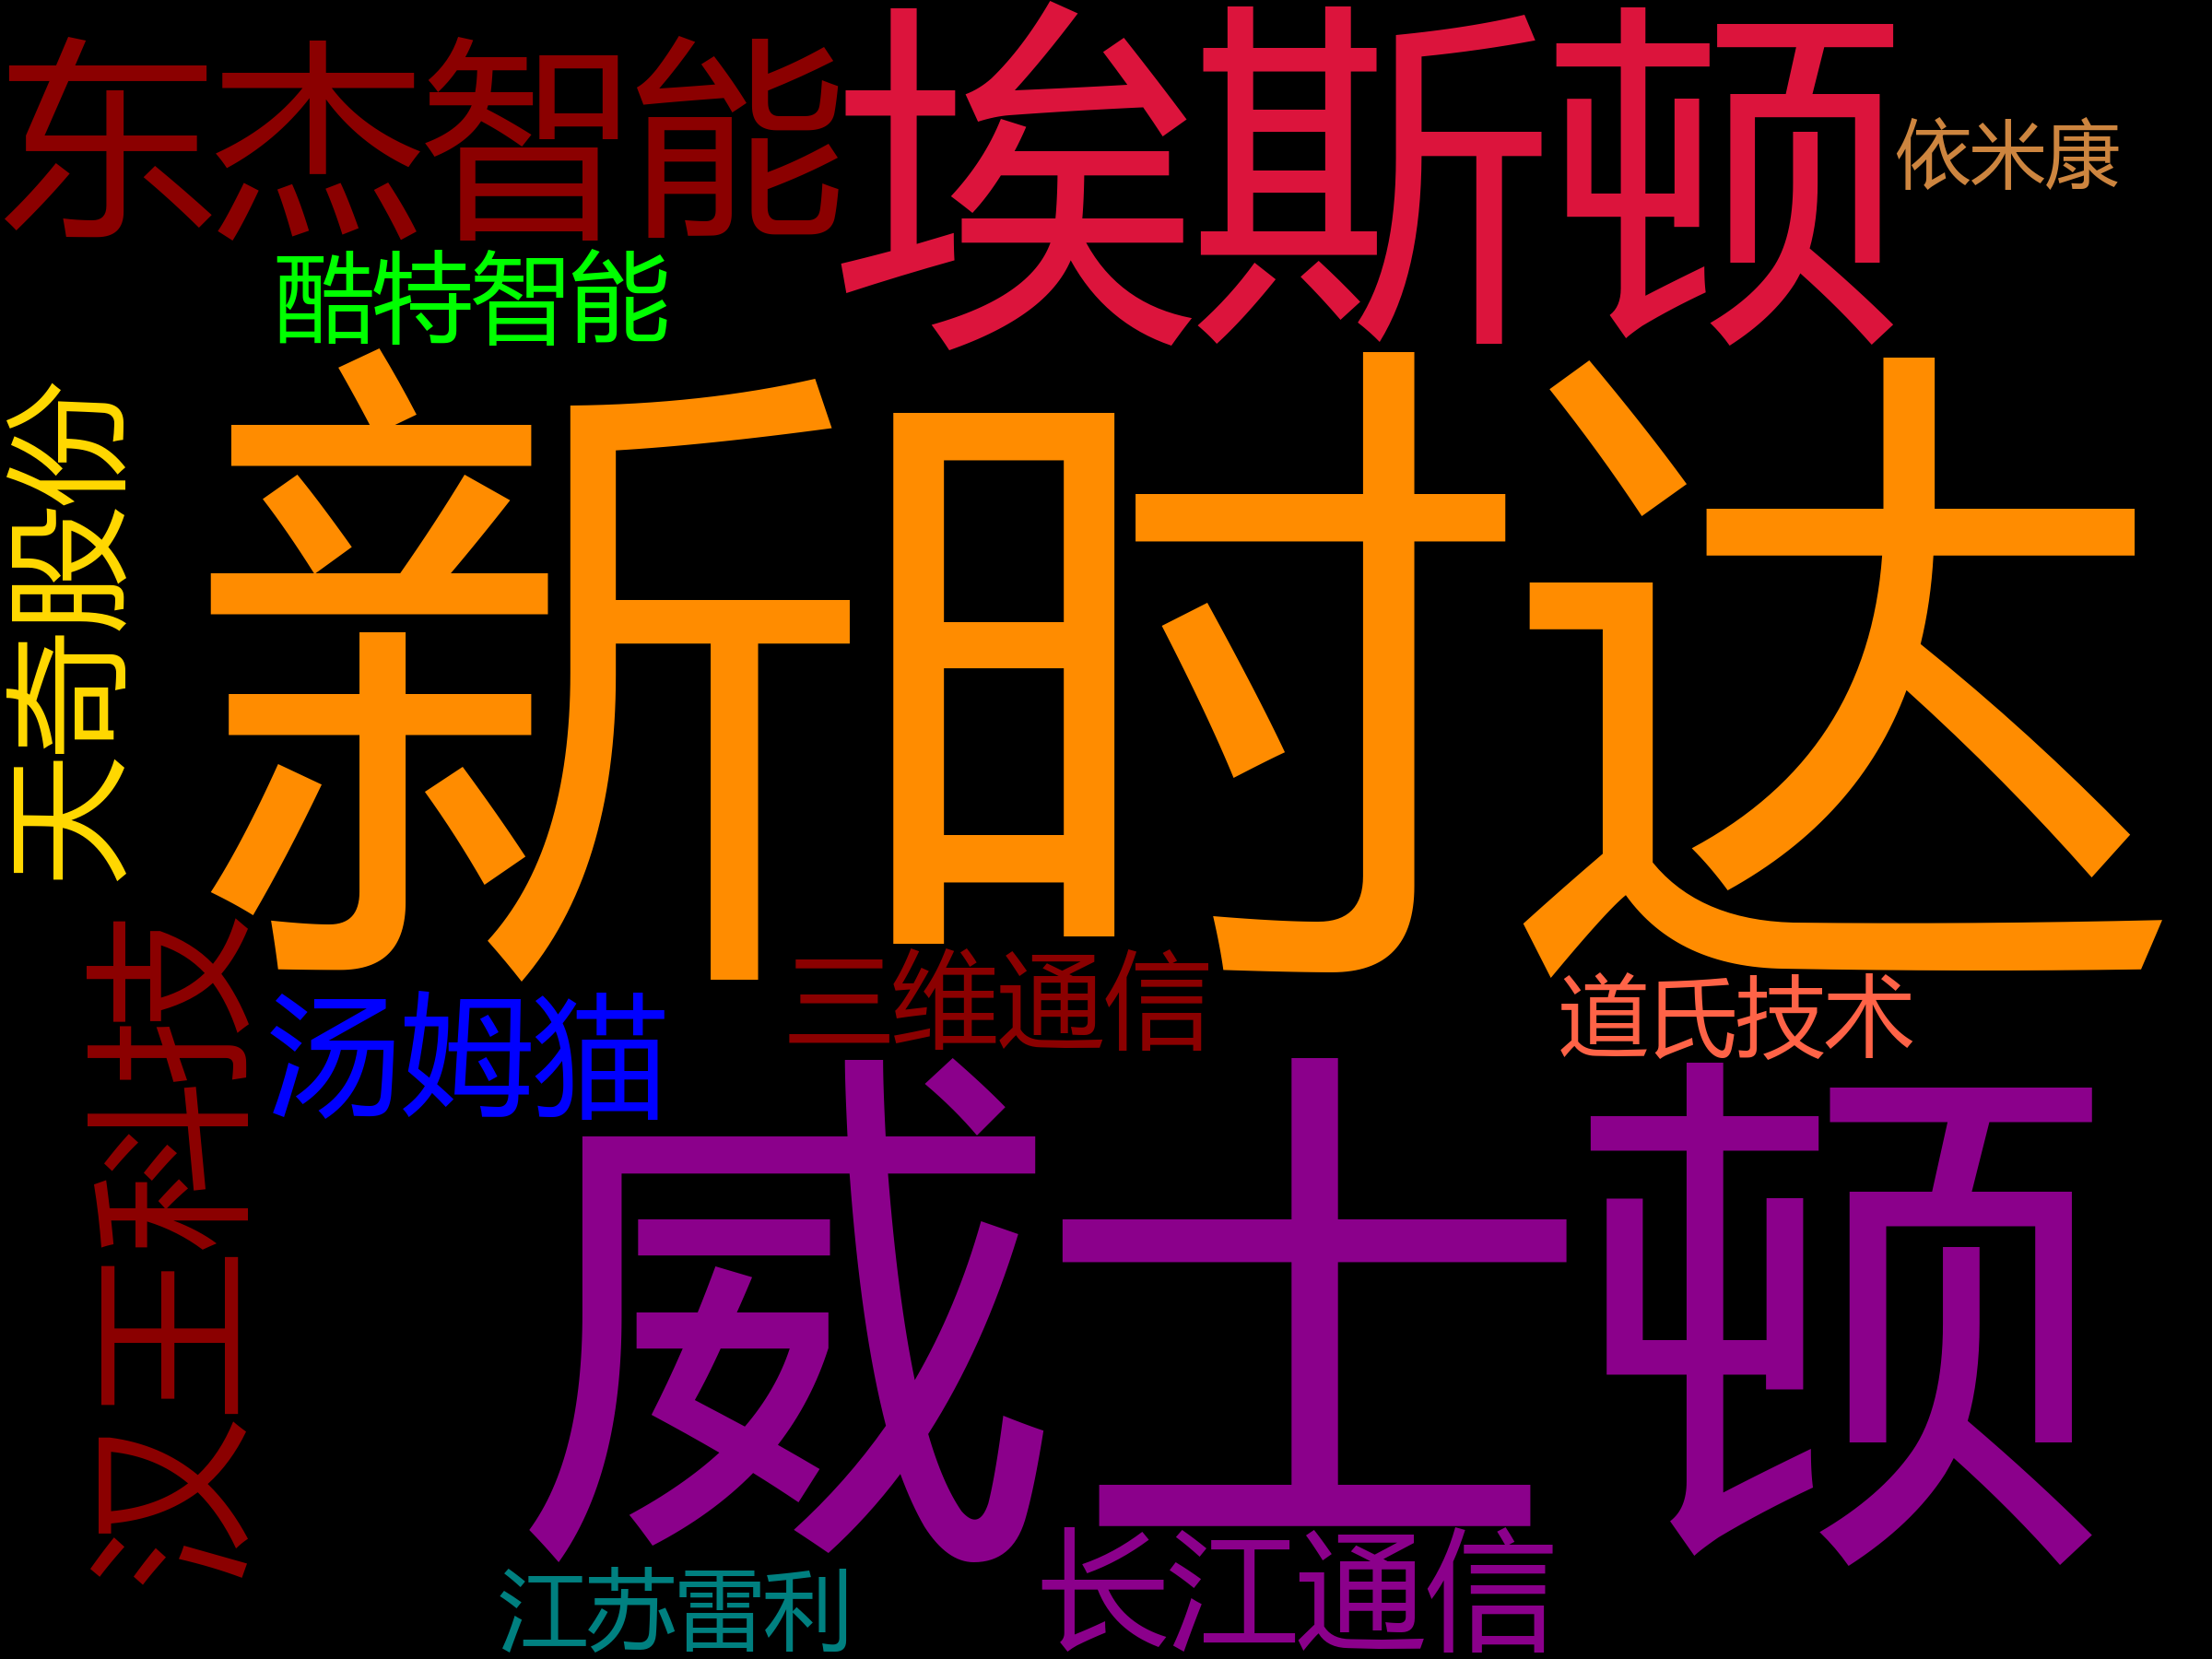 东杰智能
埃斯顿
依米康
酷特智能
天奇股份
新时达
汉王科技
三维通信
道氏技术
汤姆猫
威士顿
长江通信
江苏雷利